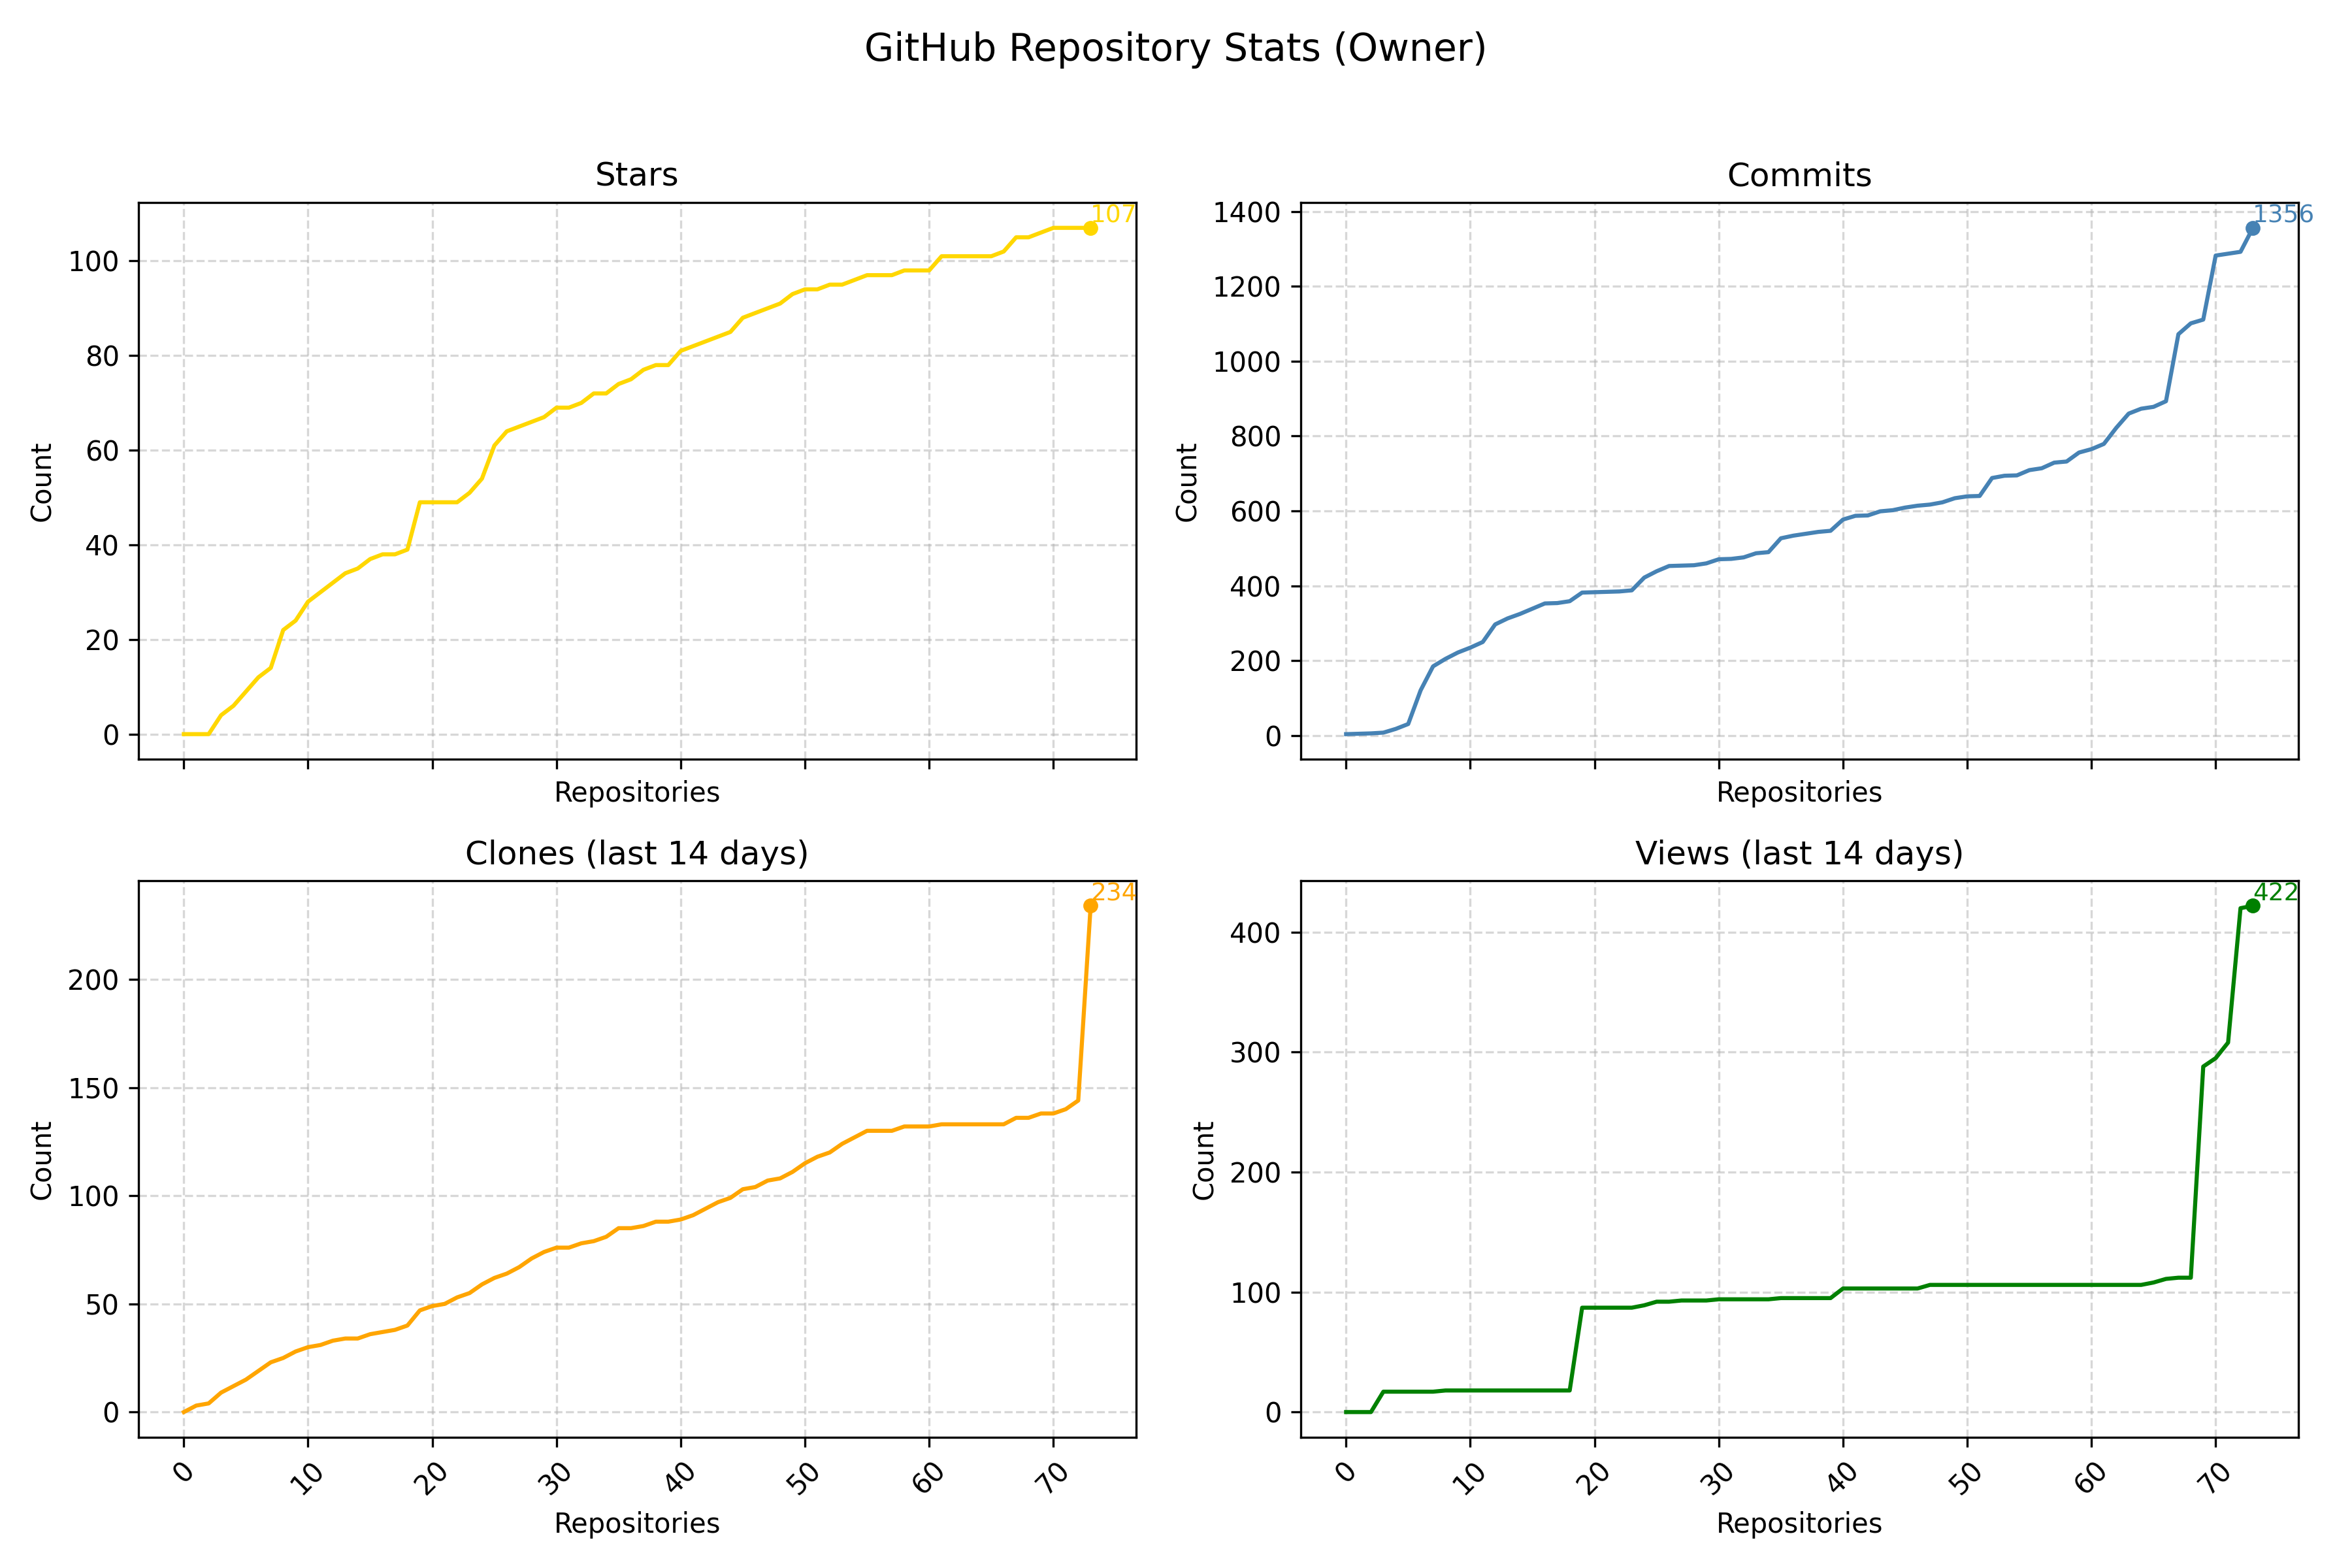 GitHub Repository Stats (Owner)
Stars
107
100
80
60
40
20
0
Count
Repositories
Commits
1356
1400
1200
1000
800
600
400
200
0
Count
Repositories
Clones (last 14 days)
234
200
150
100
50
0
Count
0 10 20 30 40 50 60 70
Repositories
Views (last 14 days)
422
400
300
200
100
0
Count
0 10 20 30 40 50 60 70
Repositories